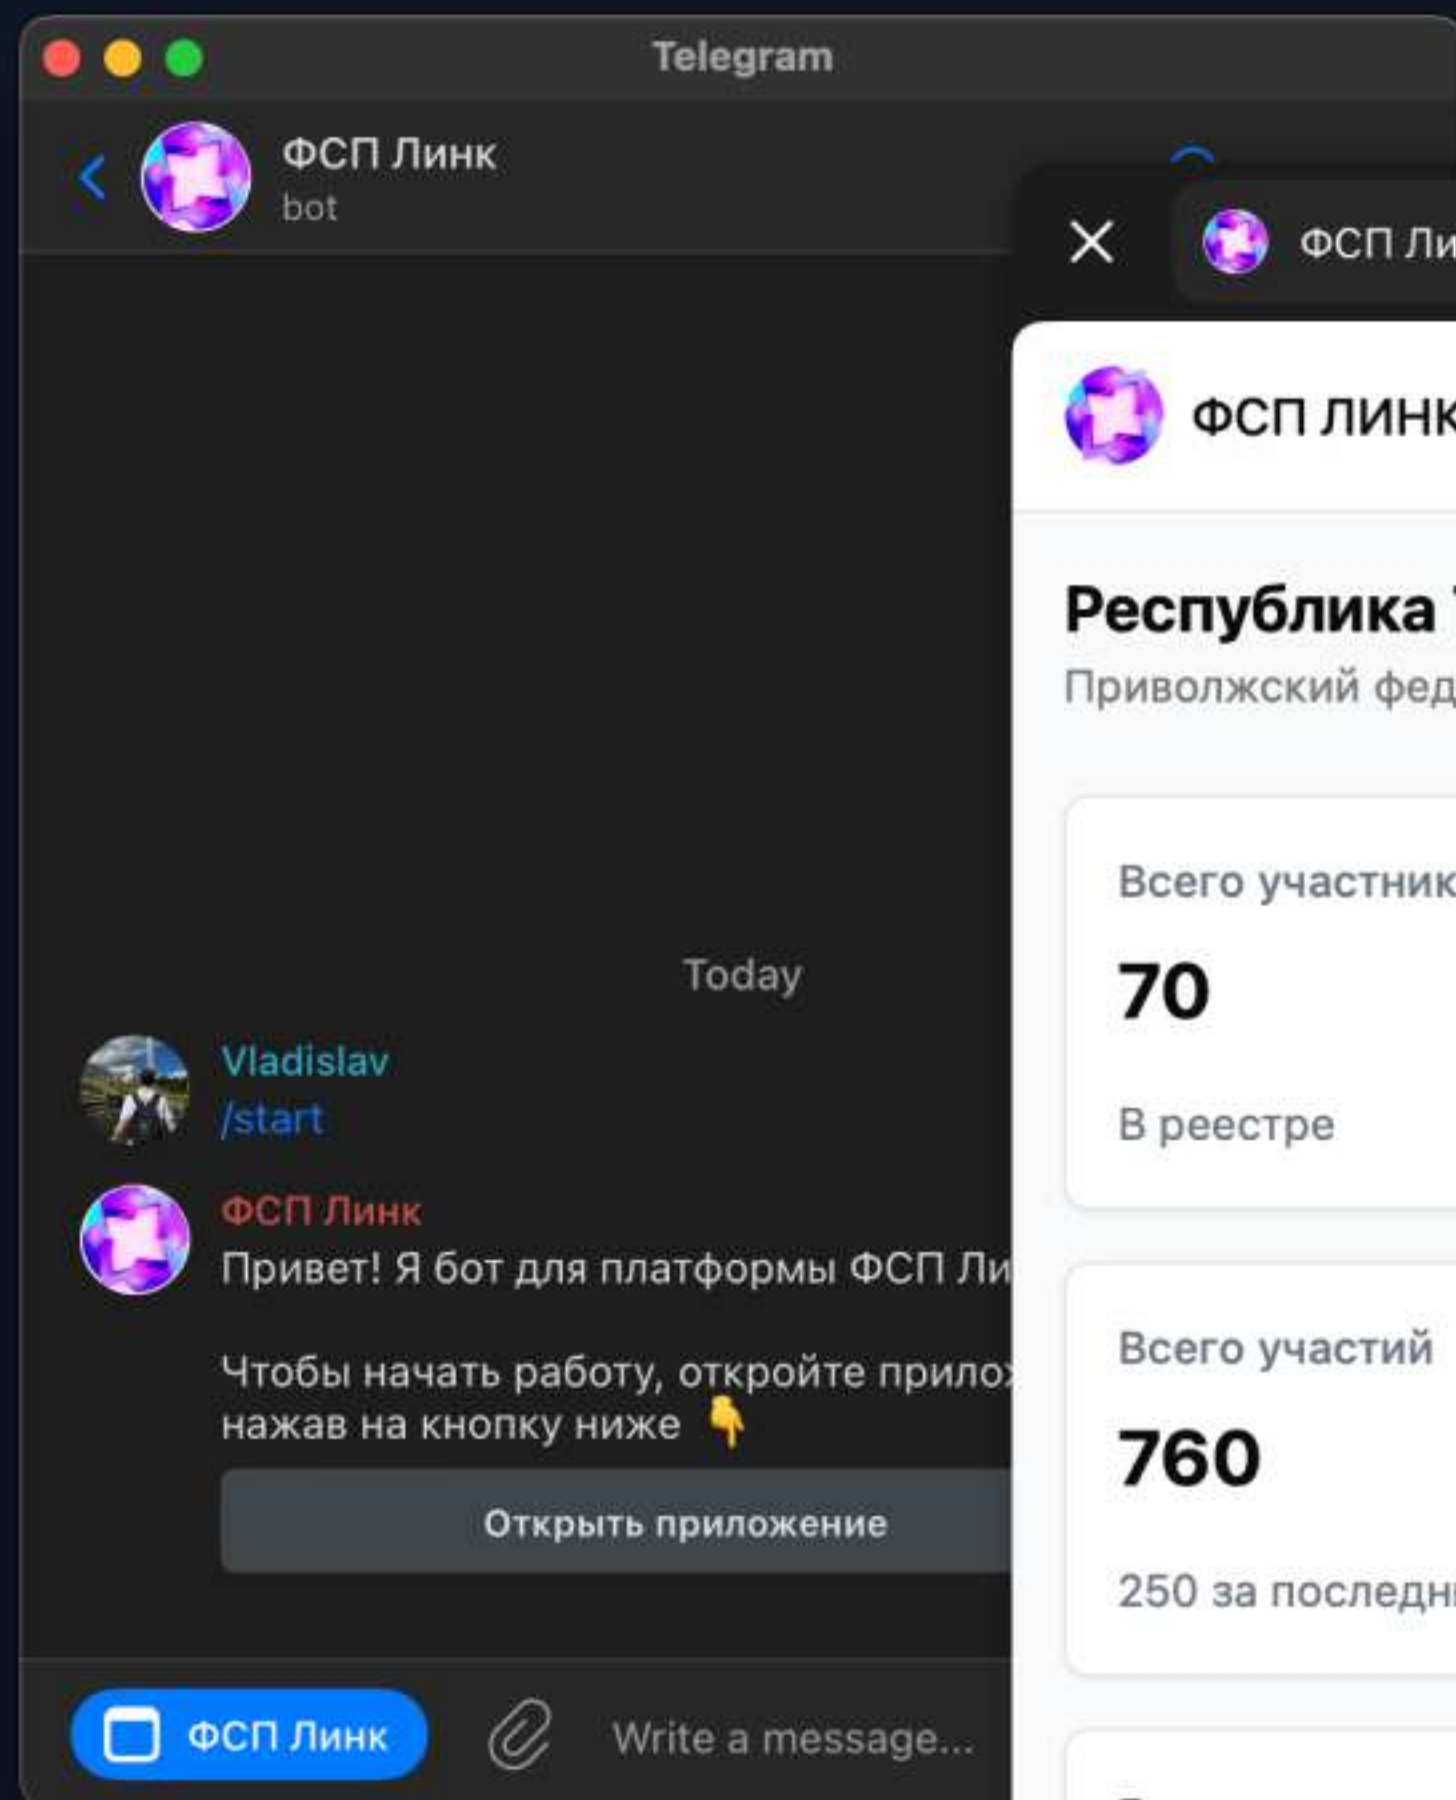 Telegram
ФСП Линк
bot
Today
Vladislav
/start
ФСП Линк
Привет! Я бот для платформы ФСП Ли
Чтобы начать работу, откройте прилож
нажав на кнопку ниже 👇
Открыть приложение
ФСП Линк
Write a message...
ФСП Ли
ФСП ЛИНК
Республика
Приволжский фед
Всего участник
70
В реестре
Всего участий
760
250 за последн